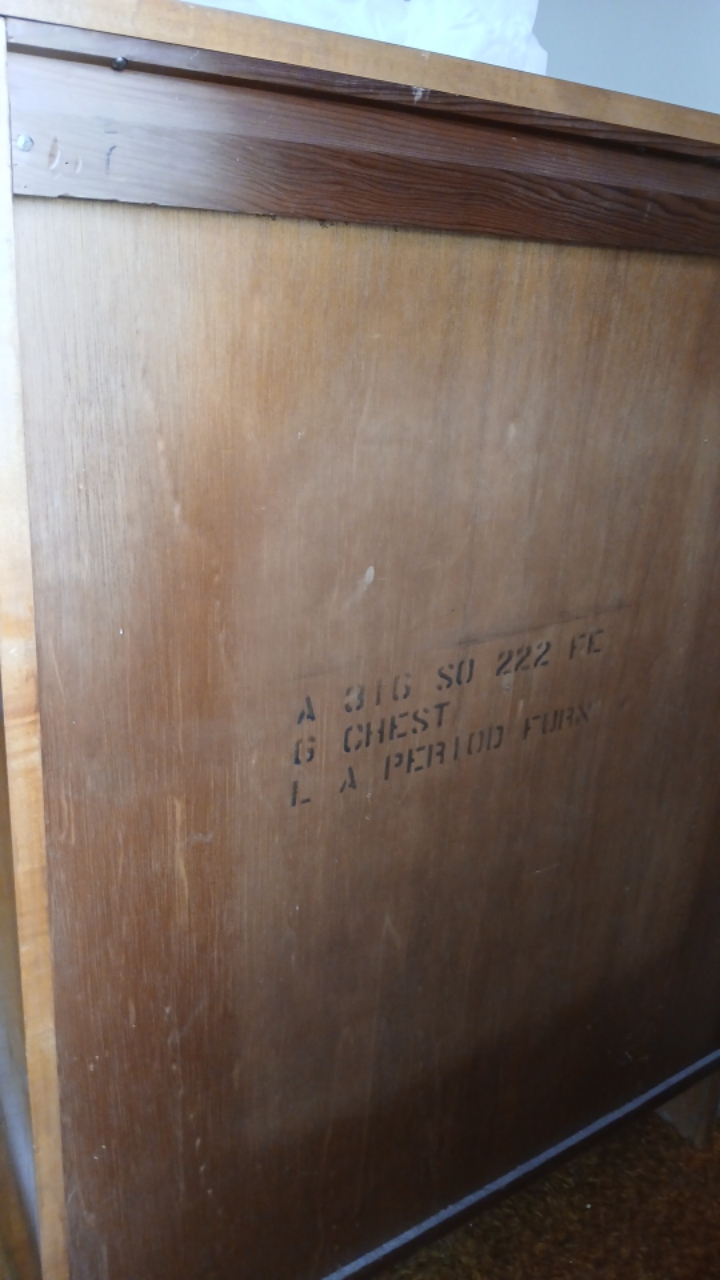 A 316 SO 222 FE
G CHEST
L A PERIOD FURN